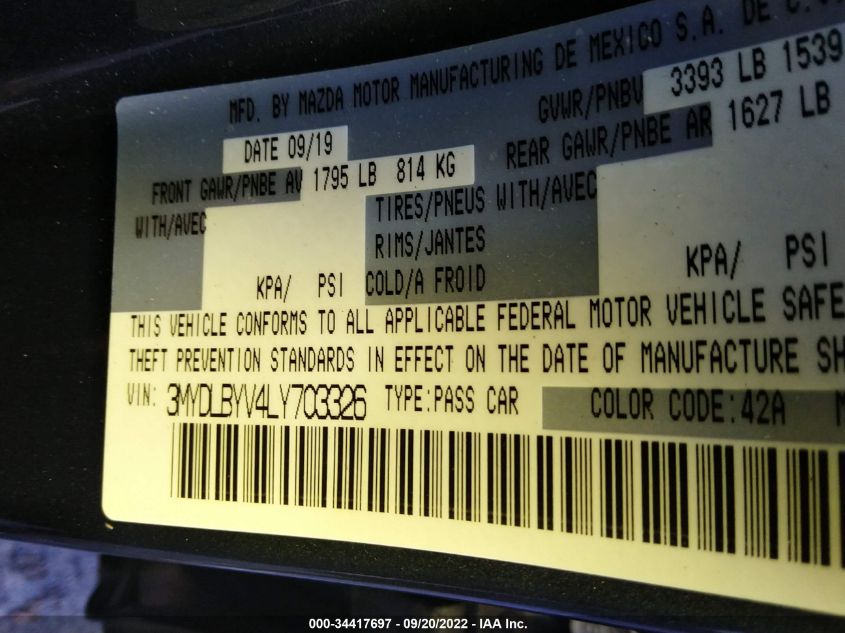 MFD. BY MAZDA MOTOR MANUFACTURING DE MEXICO S.A. DE C.V.
DATE 09/19 GVWR/PNBV 3393 LB 1539
FRONT GAWR/PNBE AV 1795 LB 814 KG REAR GAWR/PNBE AR 1627 LB
WITH/AVEC TIRES/PNEUS WITH/AVEC
RIMS/JANTES
KPA/ PSI COLD/A FROID KPA/ PSI
THIS VEHICLE CONFORMS TO ALL APPLICABLE FEDERAL MOTOR VEHICLE SAFE
THEFT PREVENTION STANDARDS IN EFFECT ON THE DATE OF MANUFACTURE SH
VIN: 3MYDLBYV4LY703326 TYPE:PASS CAR COLOR CODE:42A
000-34417697 - 09/20/2022 - IAA Inc.